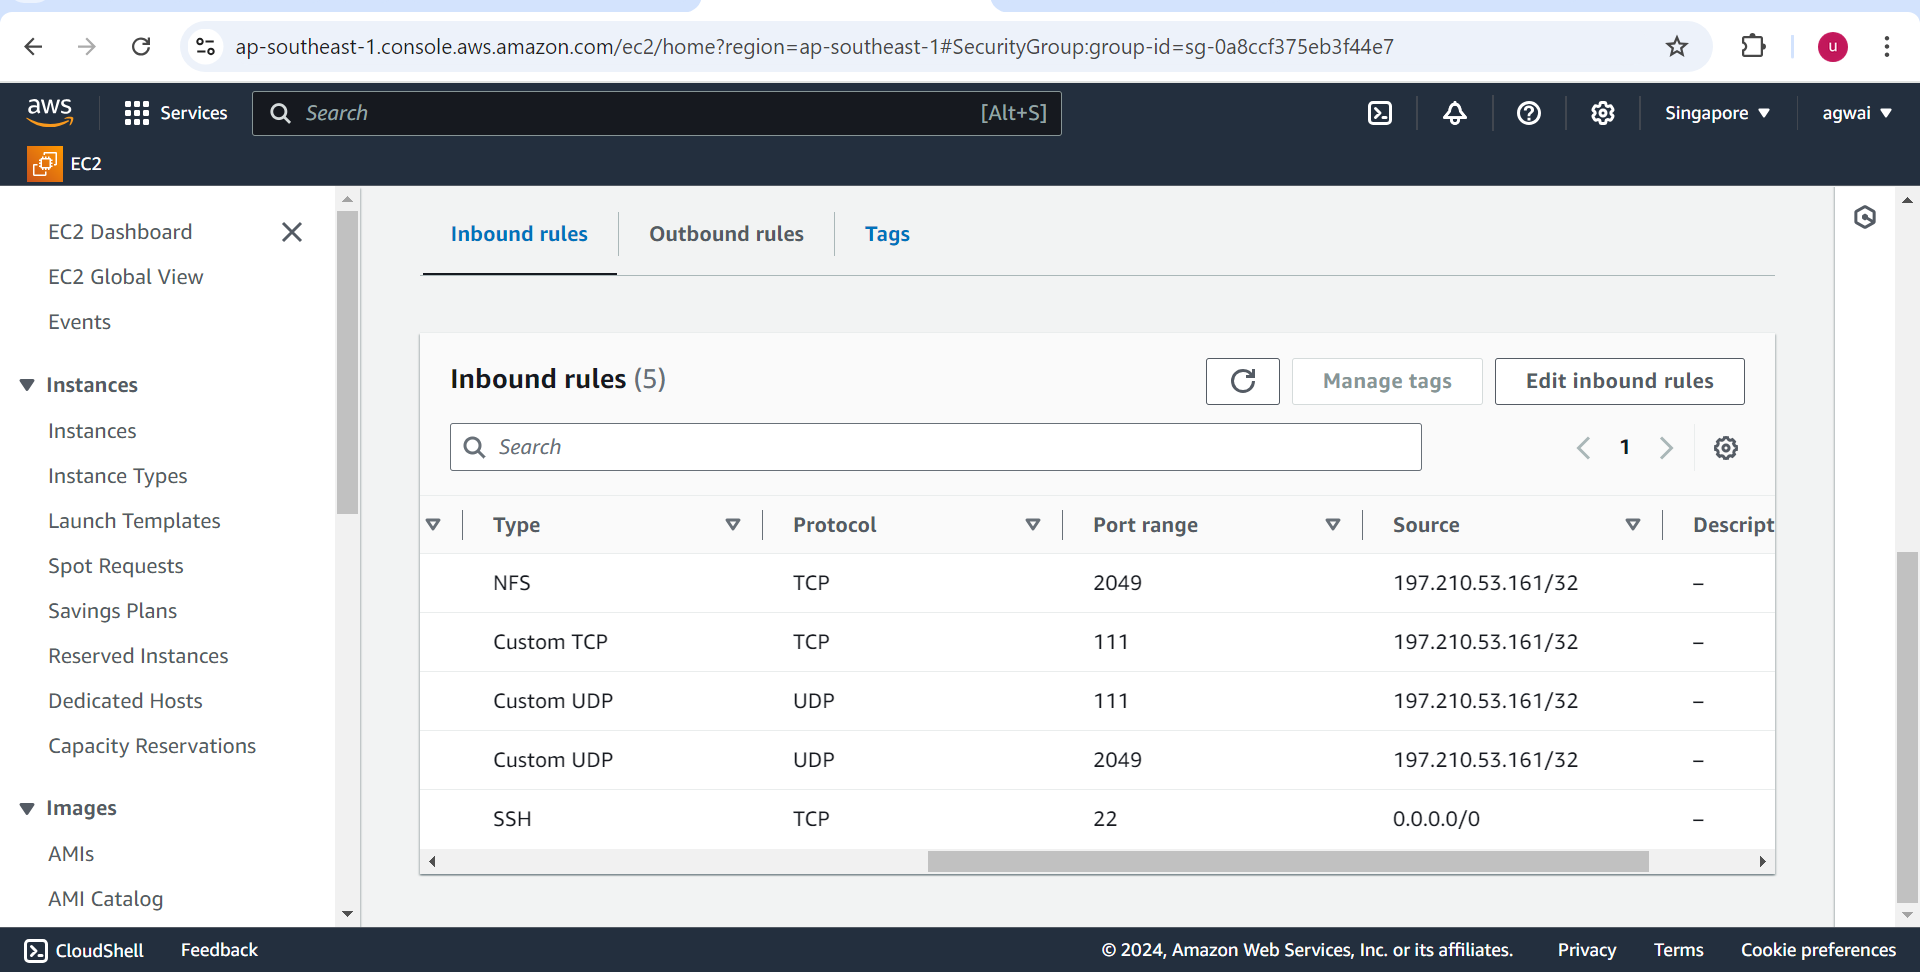 ap-southeast-1.console.aws.amazon.com/ec2/home?region=ap-southeast-1#SecurityGroup:group-id=sg-0a8ccf375eb3f44e7
u
aws
Services
Search
[Alt+S]
Singapore
agwai
EC2
EC2 Dashboard
EC2 Global View
Events
Instances
Instances
Instance Types
Launch Templates
Spot Requests
Savings Plans
Reserved Instances
Dedicated Hosts
Capacity Reservations
Images
AMIs
AMI Catalog
Inbound rules
Outbound rules
Tags
Inbound rules (5)
Manage tags
Edit inbound rules
Search
1
Type Protocol Port range Source Descript
NFS TCP 2049 197.210.53.161/32 –
Custom TCP TCP 111 197.210.53.161/32 –
Custom UDP UDP 111 197.210.53.161/32 –
Custom UDP UDP 2049 197.210.53.161/32 –
SSH TCP 22 0.0.0.0/0 –
CloudShell
Feedback
© 2024, Amazon Web Services, Inc. or its affiliates.
Privacy
Terms
Cookie preferences